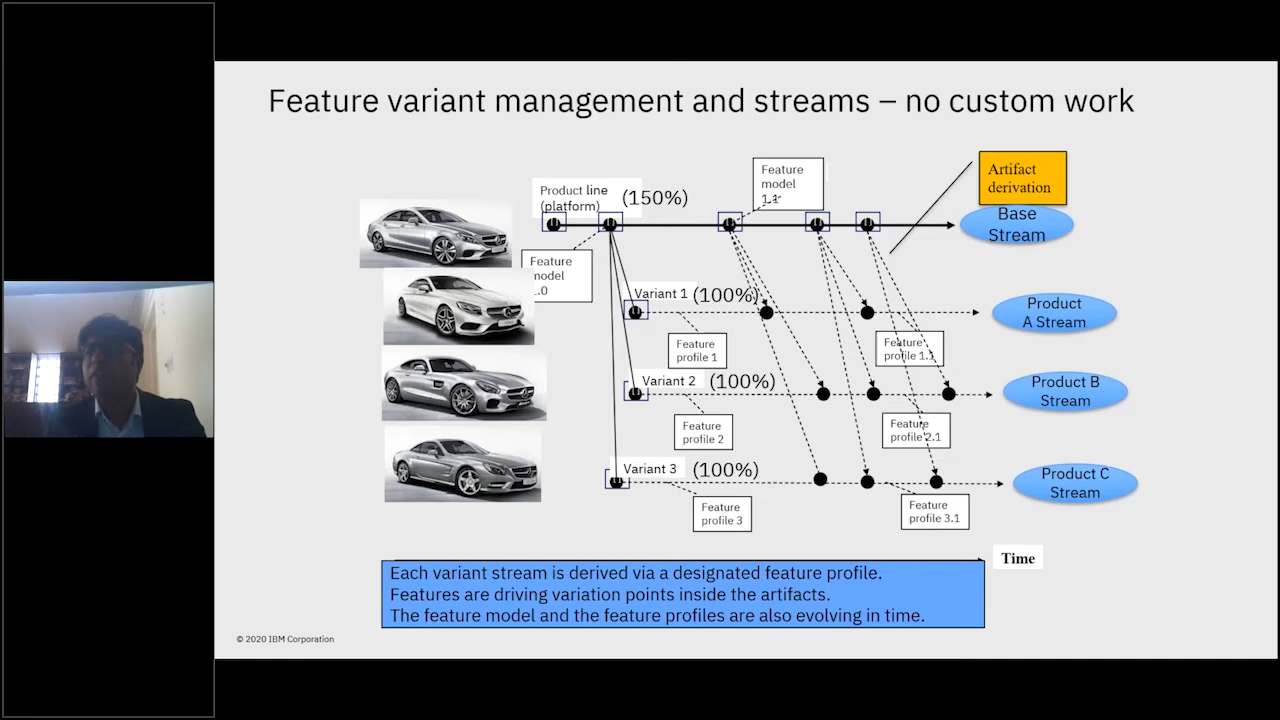 Feature variant management and streams – no custom work
Artifact
derivation
Feature
model
1.1
Product line
(platform)
(150%)
Base
Stream
Feature
model
1.0
Variant 1 (100%)
Product
A Stream
Feature
profile 1
Feature
profile 1.1
Variant 2 (100%)
Product B
Stream
Feature
profile 2
Feature
profile 2.1
Variant 3 (100%)
Product C
Stream
Feature
profile 3
Feature
profile 3.1
Time
Each variant stream is derived via a designated feature profile.
Features are driving variation points inside the artifacts.
The feature model and the feature profiles are also evolving in time.
© 2020 IBM Corporation